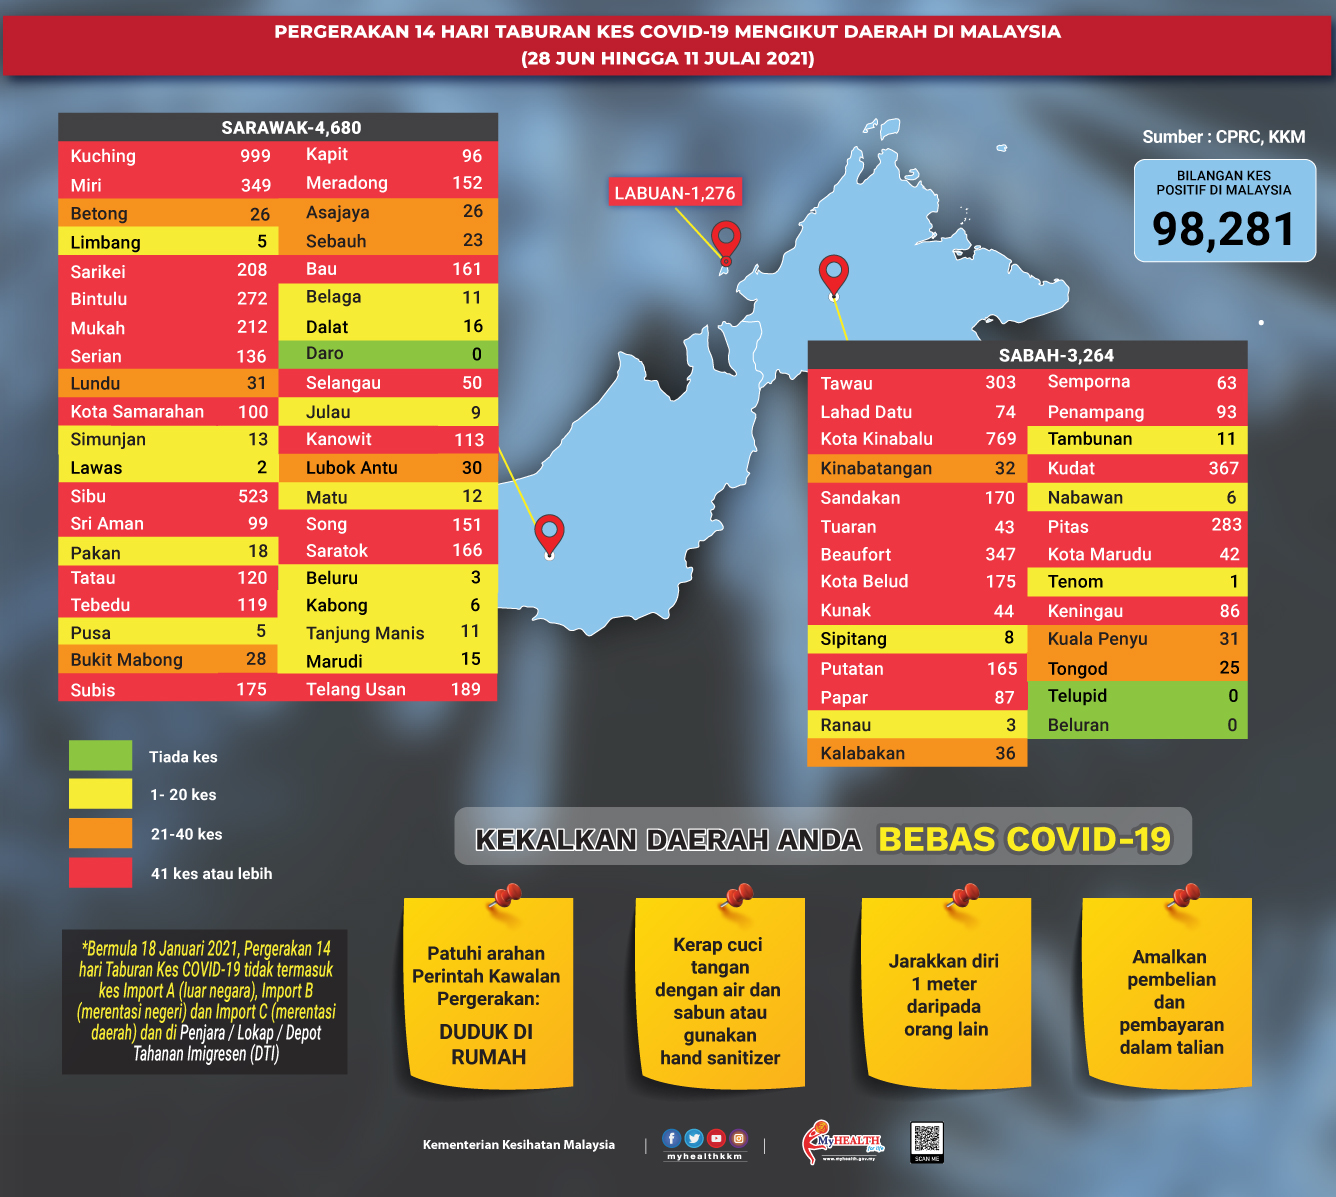 PERGERAKAN 14 HARI TABURAN KES COVID-19 MENGIKUT DAERAH DI MALAYSIA
(28 JUN HINGGA 11 JULAI 2021)
Sumber : CPRC, KKM
BILANGAN KES
POSITIF DI MALAYSIA
98,281
LABUAN-1,276
SARAWAK-4,680
Kuching 999 Kapit 96
Miri 349 Meradong 152
Betong 26 Asajaya 26
Limbang 5 Sebauh 23
Sarikei 208 Bau 161
Bintulu 272 Belaga 11
Mukah 212 Dalat 16
Serian 136 Daro 0
Lundu 31 Selangau 50
Kota Samarahan 100 Julau 9
Simunjan 13 Kanowit 113
Lawas 2 Lubok Antu 30
Sibu 523 Matu 12
Sri Aman 99 Song 151
Pakan 18 Saratok 166
Tatau 120 Beluru 3
Tebedu 119 Kabong 6
Pusa 5 Tanjung Manis 11
Bukit Mabong 28 Marudi 15
Subis 175 Telang Usan 189
SABAH-3,264
Tawau 303 Semporna 63
Lahad Datu 74 Penampang 93
Kota Kinabalu 769 Tambunan 11
Kinabatangan 32 Kudat 367
Sandakan 170 Nabawan 6
Tuaran 43 Pitas 283
Beaufort 347 Kota Marudu 42
Kota Belud 175 Tenom 1
Kunak 44 Keningau 86
Sipitang 8 Kuala Penyu 31
Putatan 165 Tongod 25
Papar 87 Telupid 0
Ranau 3 Beluran 0
Kalabakan 36
Tiada kes
1- 20 kes
21-40 kes
41 kes atau lebih
*Bermula 18 Januari 2021, Pergerakan 14
hari Taburan Kes COVID-19 tidak termasuk
kes Import A (luar negara), Import B
(merentasi negeri) dan Import C (merentasi
daerah) dan di Penjara / Lokap / Depot
Tahanan Imigresen (DTI)
KEKALKAN DAERAH ANDA BEBAS COVID-19
Patuhi arahan
Perintah Kawalan
Pergerakan:
DUDUK DI
RUMAH
Kerap cuci
tangan
dengan air dan
sabun atau
gunakan
hand sanitizer
Jarakkan diri
1 meter
daripada
orang lain
Amalkan
pembelian
dan
pembayaran
dalam talian
Kementerian Kesihatan Malaysia
myhealthkkm
MyHEALTH
for life
www.myhealth.gov.my
SCAN ME